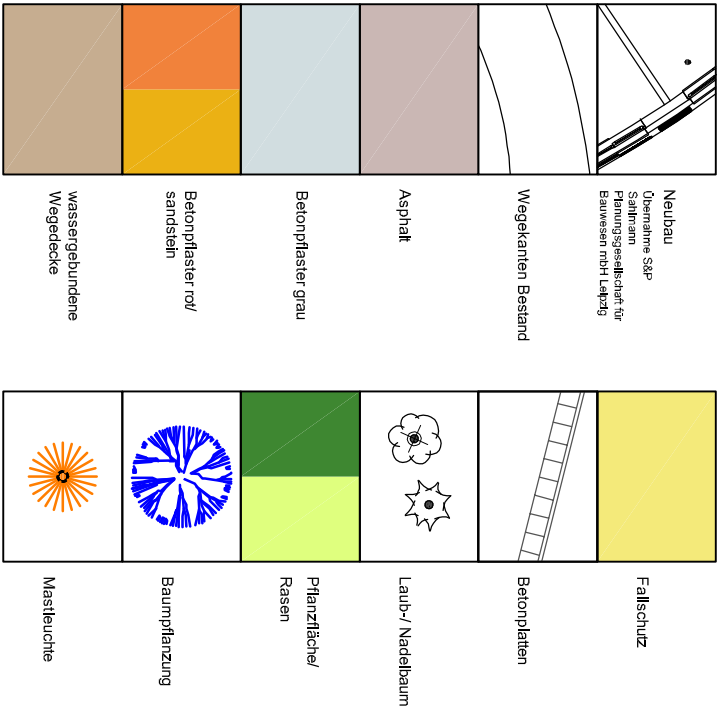 Neubau
Übernahme S&P
Sahlmann
Planungsgesellschaft für
Bauwesen mbH Leipzig
Wegekanten Bestand
Asphalt
Betonpflaster grau
Betonpflaster rot/
sandstein
wassergebundene
Wegedecke
Fallschutz
Betonplatten
Laub-/ Nadelbaum
Pflanzfläche/
Rasen
Baumpflanzung
Mastleuchte